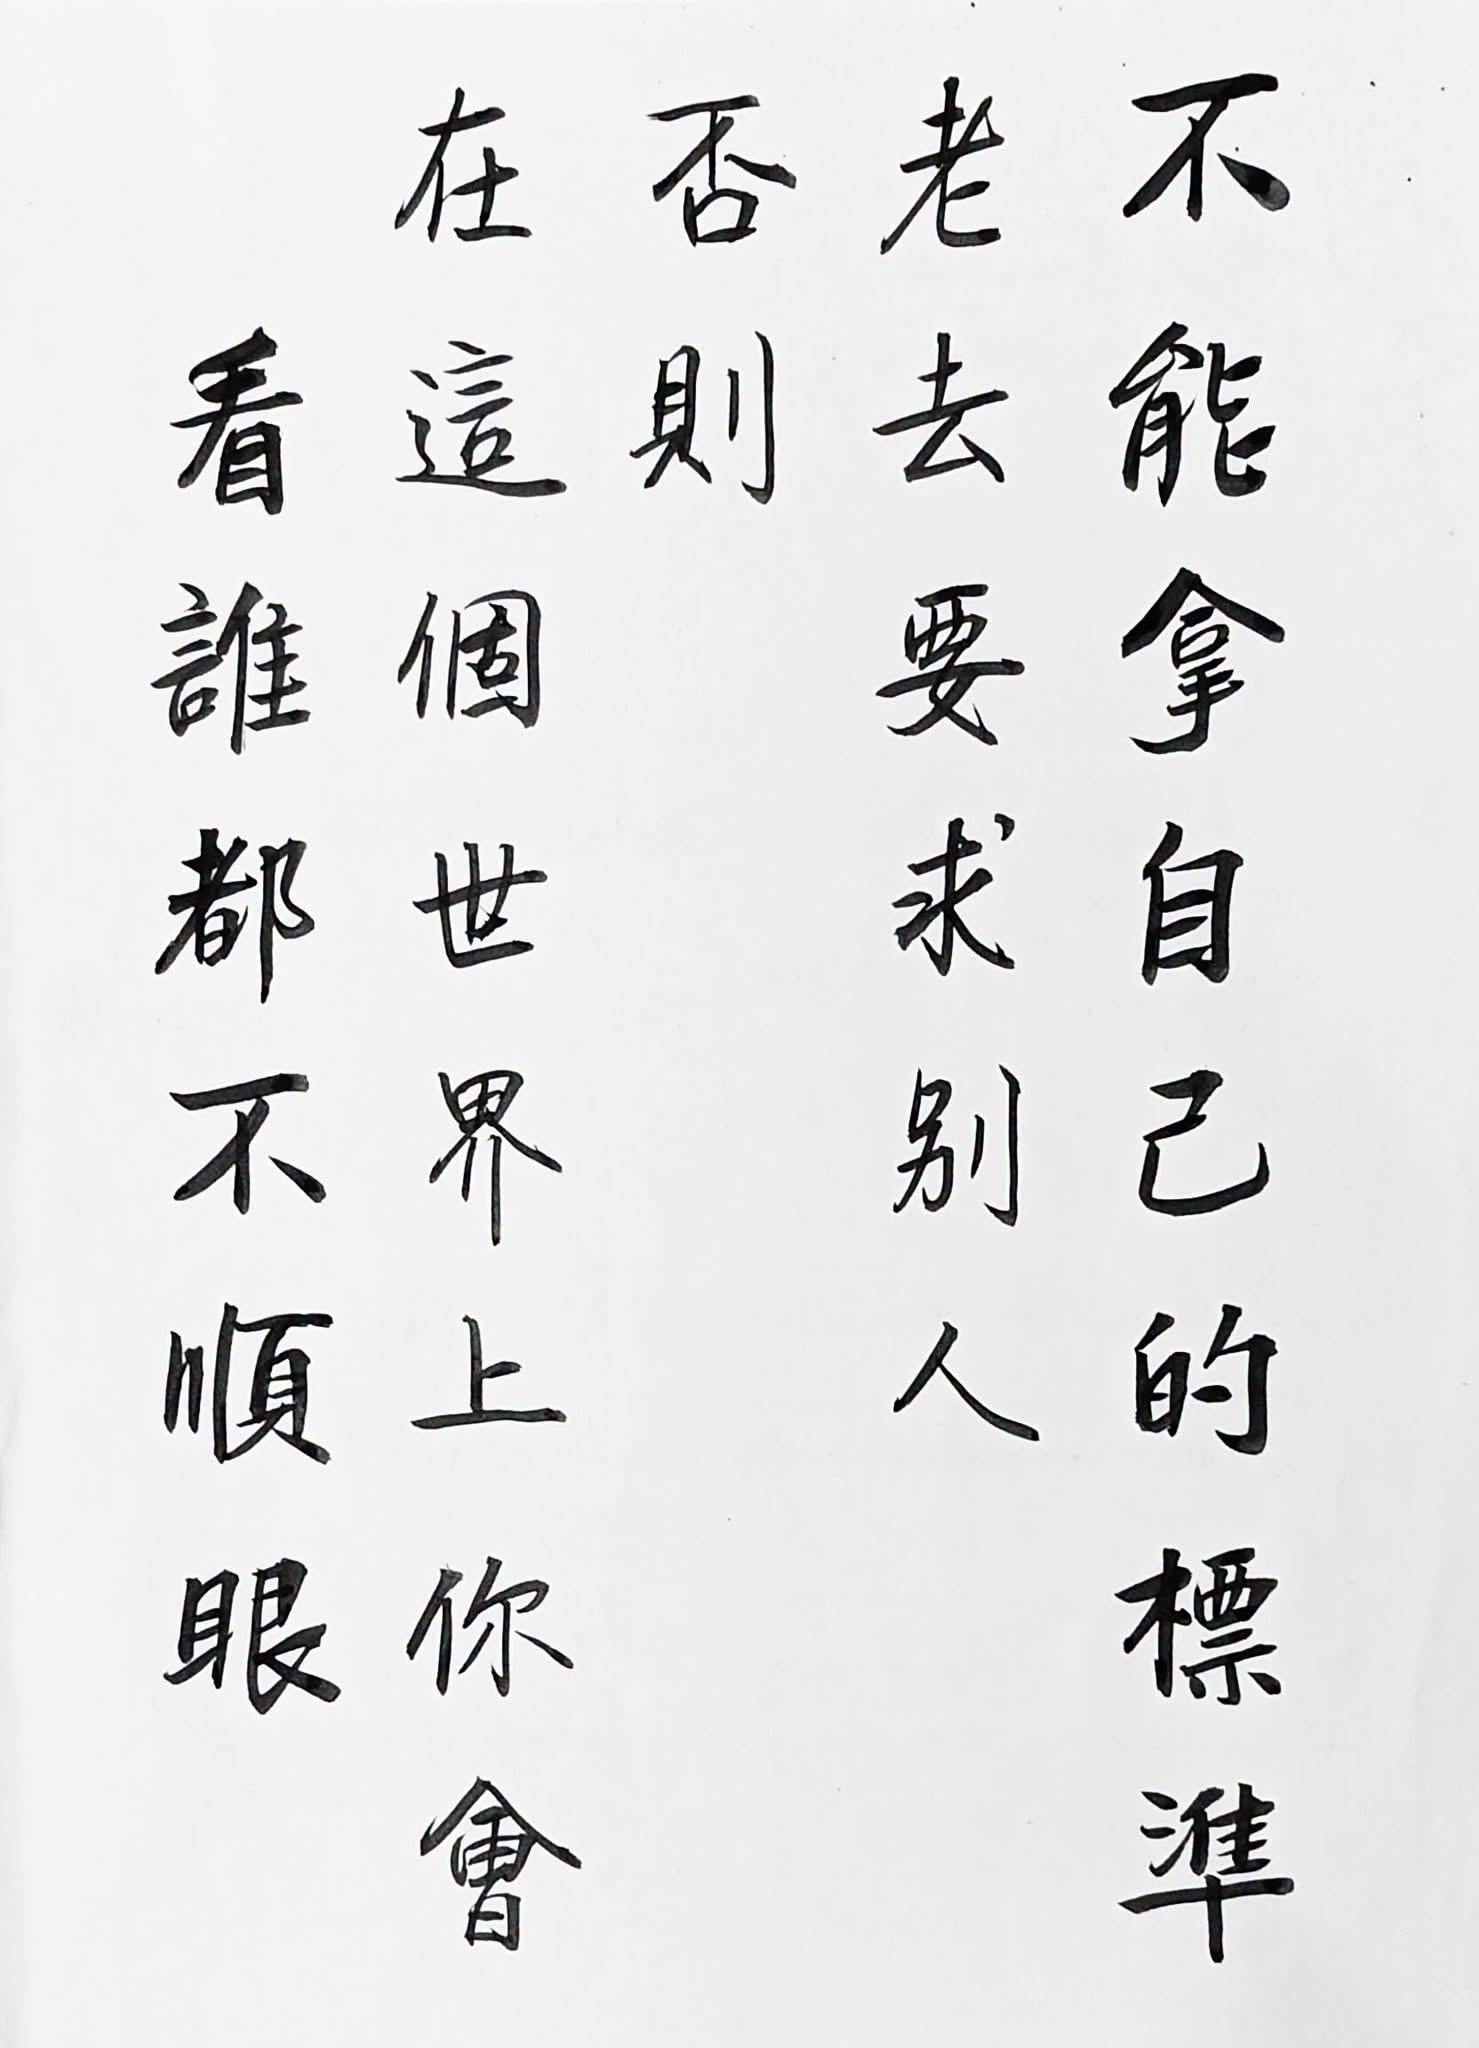 不能拿自己的標準
老去要求别人
否則
在這個世界上你會
看誰都不順眼